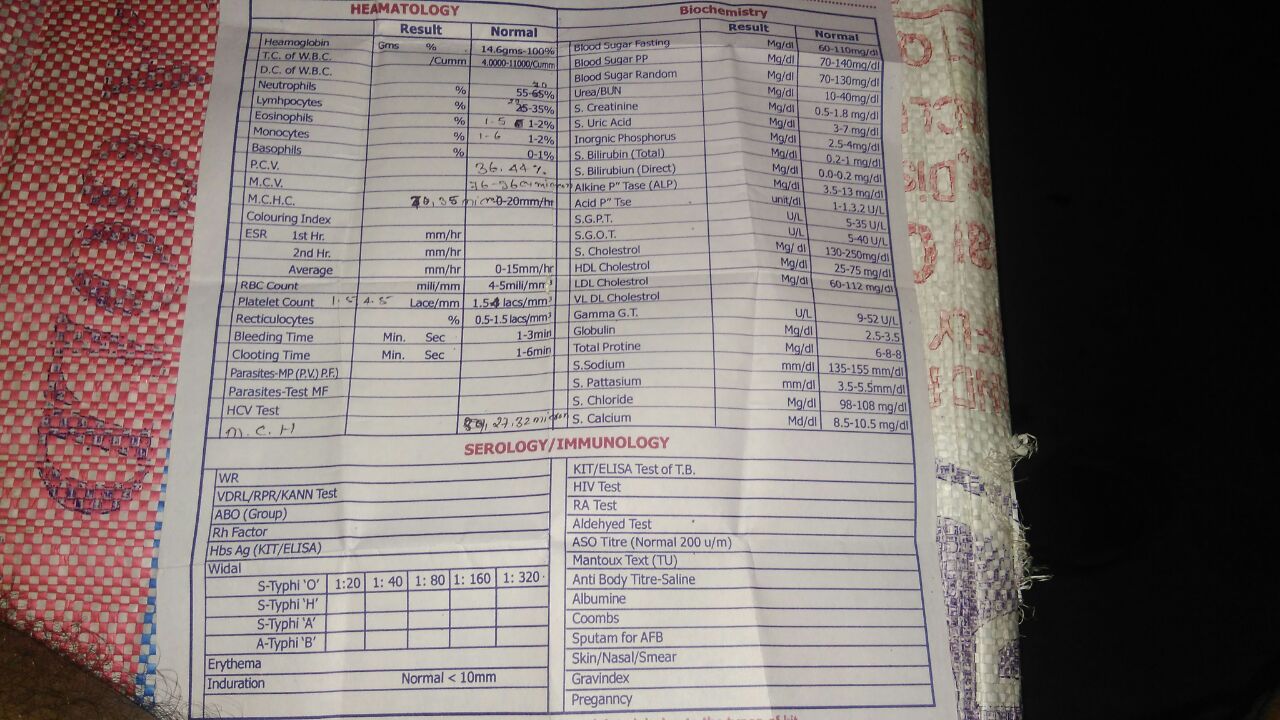 HEAMATOLOGY
Result Normal
Heamoglobin Gms % 14.6gms-100%
T.C. of W.B.C. /Cumm 4.0000-11000/Cumm
D.C. of W.B.C.
Neutrophils % 55-65% 70
Lymhpocytes % 25-35%
Eosinophils % 1-5 1-2%
Monocytes % 1-6 1-2%
Basophils % 0-1%
P.C.V. 36.44%
M.C.V.
M.C.H.C. 0-20mm/hr
Colouring Index
ESR 1st Hr. mm/hr
2nd Hr. mm/hr
Average mm/hr 0-15mm/hr
RBC Count mili/mm 4-5mili/mm³
Platelet Count 1.5 4.5 Lace/mm 1.5-4 lacs/mm³
Recticulocytes % 0.5-1.5 lacs/mm³
Bleeding Time Min. Sec 1-3min
Clooting Time Min. Sec 1-6min
Parasites-MP (P.V.) P.F.)
Parasites-Test MF
HCV Test
M.C.H
Biochemistry
Result Normal
Blood Sugar Fasting Mg/dl 60-110mg/dl
Blood Sugar PP Mg/dl 70-140mg/dl
Blood Sugar Random Mg/dl 70-130mg/dl
Urea/BUN Mg/dl 10-40mg/dl
S. Creatinine Mg/dl 0.5-1.8 mg/dl
S. Uric Acid Mg/dl 3-7 mg/dl
Inorgnic Phosphorus Mg/dl 2.5-4mg/dl
S. Bilirubin (Total) Mg/dl 0.2-1 mg/dl
S. Bilirubiun (Direct) Mg/dl 0.0-0.2 mg/dl
Alkine P" Tase (ALP) Mg/dl 3.5-13 mg/dl
Acid P" Tse unit/dl 1-1.3.2 U/L
S.G.P.T. U/L 5-35 U/L
S.G.O.T. U/L 5-40 U/L
S. Cholestrol Mg/ dl 130-250mg/dl
HDL Cholestrol Mg/dl 25-75 mg/dl
LDL Cholestrol Mg/dl 60-112 mg/dl
VL DL Cholestrol
Gamma G.T. U/L 9-52 U/L
Globulin Mg/dl 2.5-3.5
Total Protine Mg/dl 6-8-8
S.Sodium mm/dl 135-155 mm/dl
S. Pattasium mm/dl 3.5-5.5mm/dl
S. Chloride Mg/dl 98-108 mg/dl
S. Calcium Md/dl 8.5-10.5 mg/dl
SEROLOGY/IMMUNOLOGY
WR
VDRL/RPR/KANN Test
ABO (Group)
Rh Factor
Hbs Ag (KIT/ELISA)
Widal
S-Typhi 'O' 1:20 1: 40 1: 80 1: 160 1: 320
S-Typhi 'H'
S-Typhi 'A'
A-Typhi 'B'
Erythema
Induration Normal < 10mm
KIT/ELISA Test of T.B.
HIV Test
RA Test
Aldehyed Test
ASO Titre (Normal 200 u/m)
Mantoux Text (TU)
Anti Body Titre-Saline
Albumine
Coombs
Sputam for AFB
Skin/Nasal/Smear
Gravindex
Preganncy